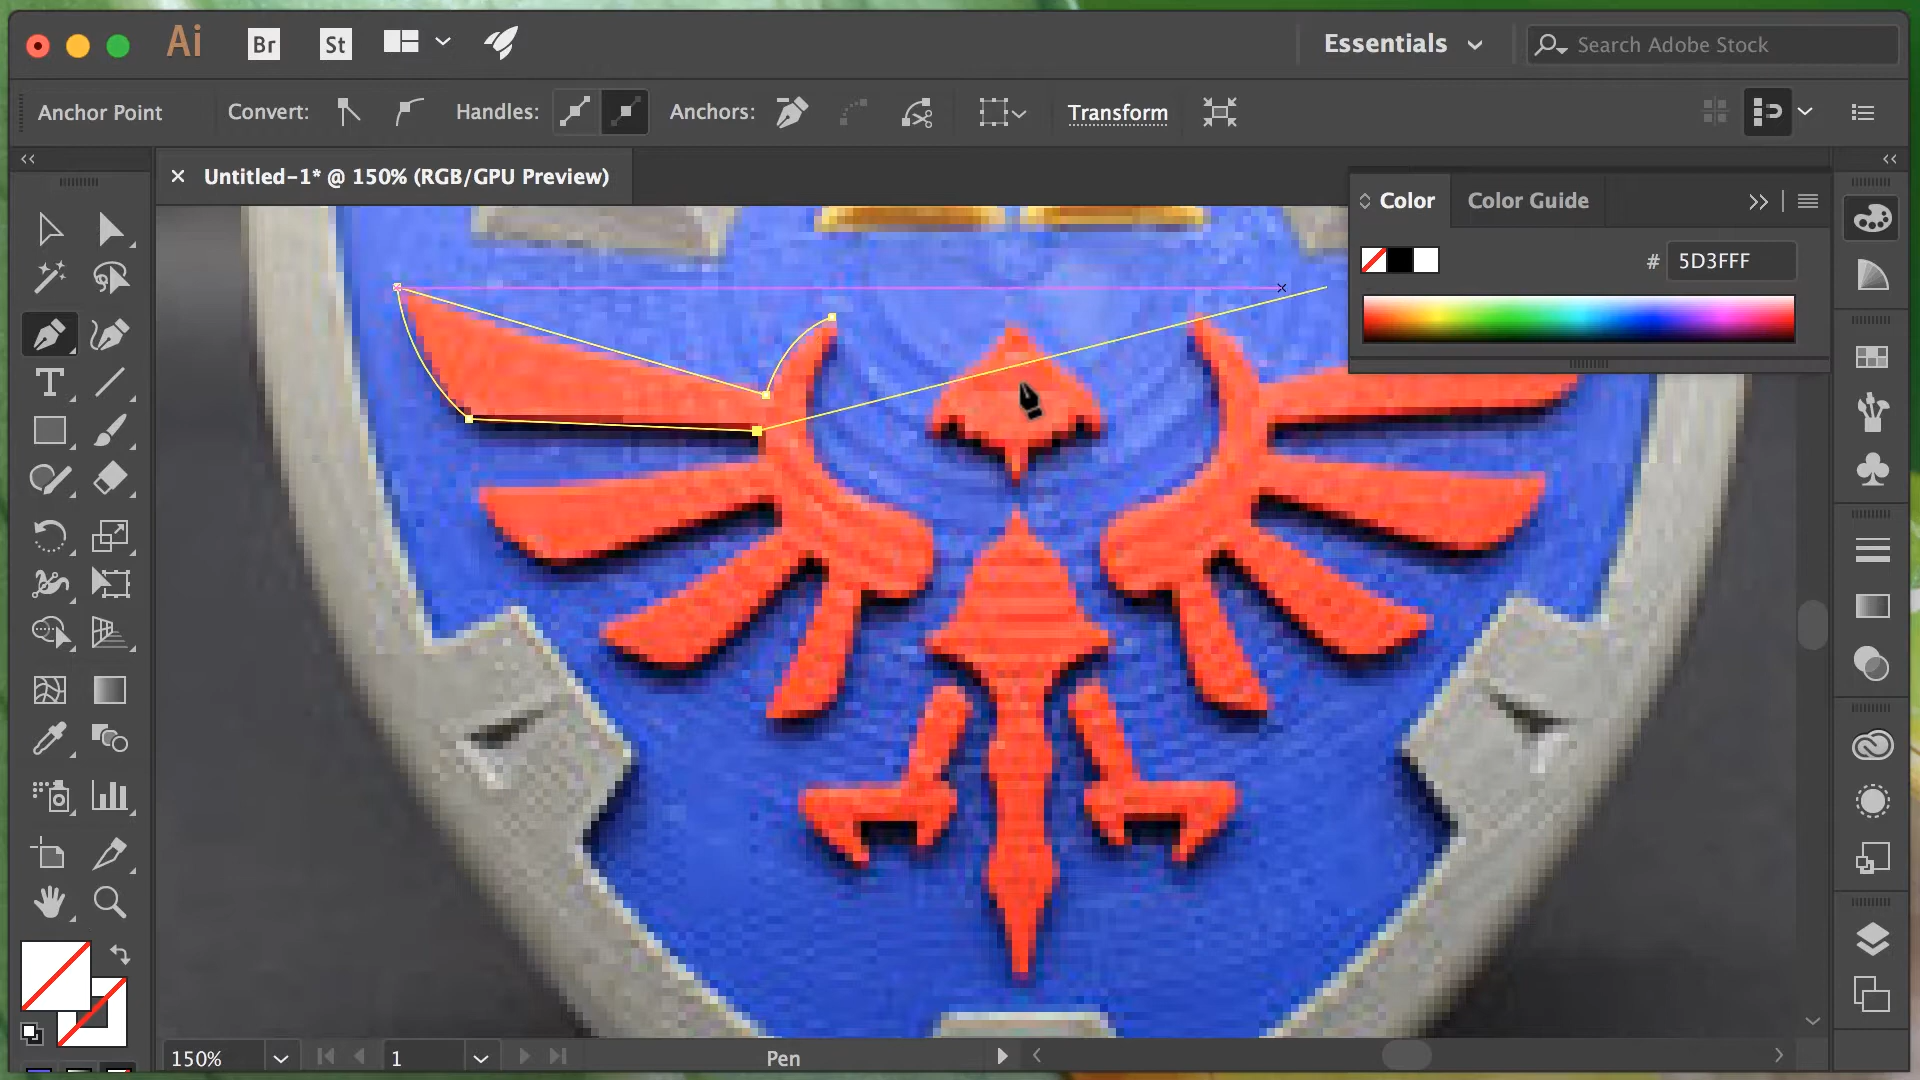 Ai Br St Essentials Search Adobe Stock
Anchor Point Convert: Handles: Anchors: Transform
Untitled-1* @ 150% (RGB/GPU Preview)
Color Color Guide
# 5D3FFF
T
150% 1 Pen